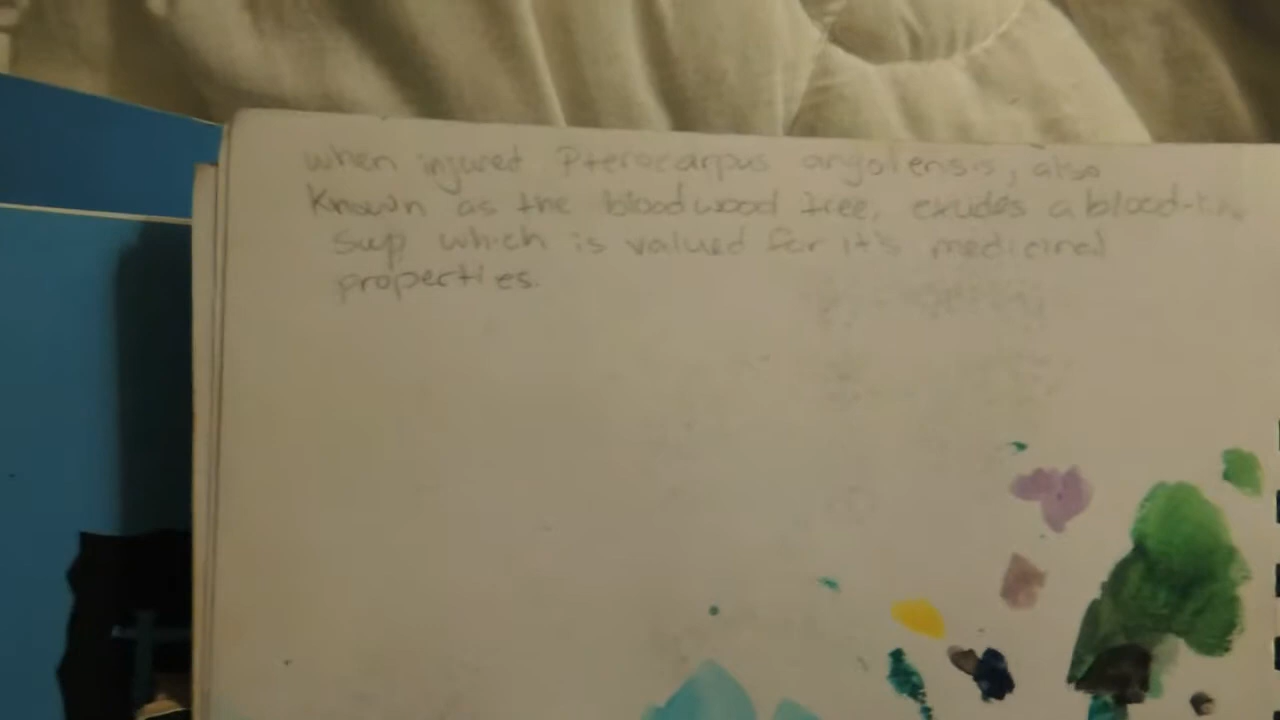 when injured Pterocarpus angolensis, also
Known as the bloodwood tree, exudes a blood-like
sap which is valued for it's medicinal
properties.